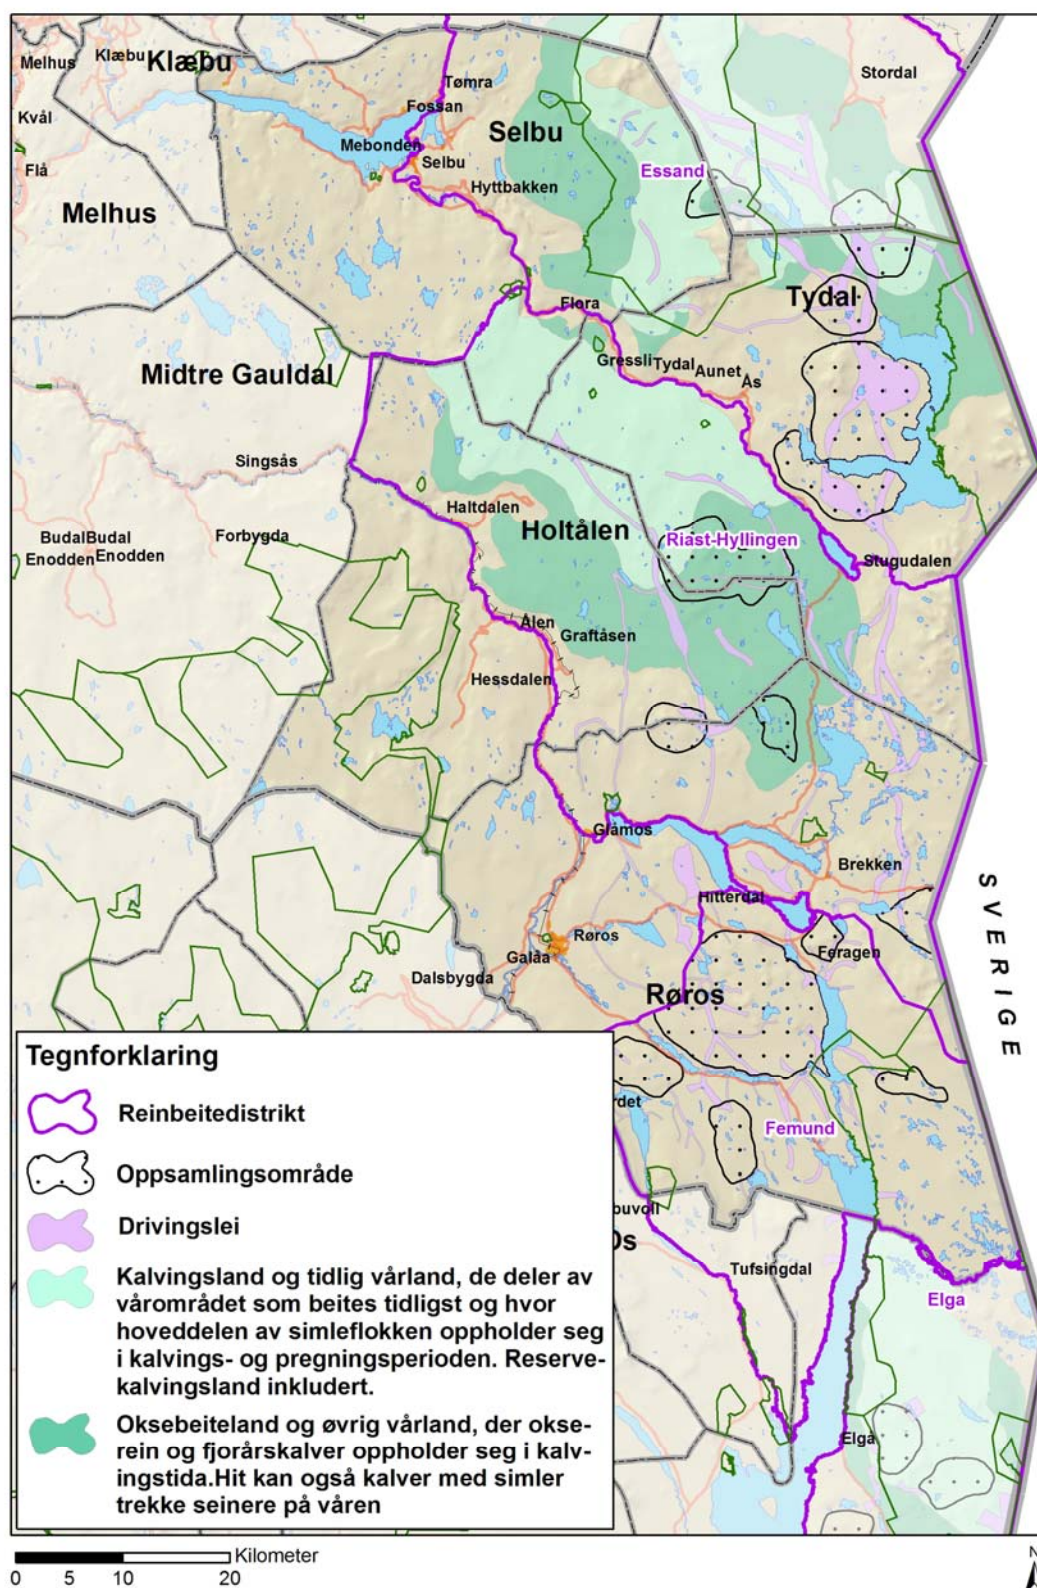 Melhus
Klæbu
Klæbu
Stordal
Tømra
Kvål
Fossan
Selbu
Mebonden
Flå
Selbu
Essand
Hyttbakken
Melhus
Tydal
Flora
Gressli
Tydal
Aunet
Ås
Midtre Gauldal
Singsås
Haltdalen
Holtålen
Riast-Hyllingen
Budal
Budal
Forbygda
Enodden
Enodden
Stugudalen
Ålen
Graftåsen
Hessdalen
Glåmos
Brekken
SVERIGE
Hitterdal
Røros
Galåa
Feragen
Dalsbygda
Røros
rdet
Femund
buvoll
Os
Tufsingdal
Elga
Elgå
Tegnforklaring
Reinbeitedistrikt
Oppsamlingsområde
Drivingslei
Kalvingsland og tidlig vårland, de deler av
vårområdet som beites tidligst og hvor
hoveddelen av simleflokken oppholder seg
i kalvings- og pregningsperioden. Reserve-
kalvingsland inkludert.
Oksebeiteland og øvrig vårland, der okse-
rein og fjorårskalver oppholder seg i kalv-
ingstida.Hit kan også kalver med simler
trekke seinere på våren
Kilometer
0 5 10 20
N